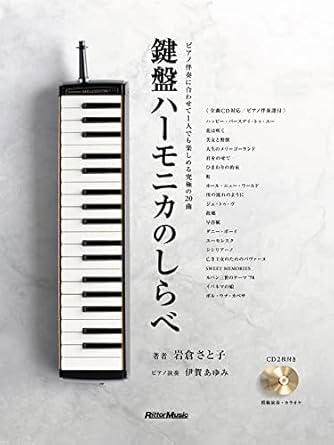 ピアノ伴奏に合わせて1人でも楽しめる究極の20曲
鍵盤ハーモニカのしらべ
〈全曲CD対応/ピアノ伴奏譜付〉
ハッピー・バースデイ・トゥ・ユー
花は咲く
美女と野獣
人生のメリーゴーランド
君をのせて
ひまわりの約束
虹
ホール・ニュー・ワールド
川の流れのように
ジュ・トゥ・ヴ
故郷
早春賦
ダニー・ボーイ
ユーモレスク
シシリアーノ
亡き王女のためのパヴァーヌ
SWEET MEMORIES
ルパン三世のテーマ'78
イパネマの娘
ポル・ウナ・カベサ
著者 岩倉さと子
ピアノ演奏 伊賀あゆみ
CD2枚付き
模範演奏+カラオケ
Rittor Music